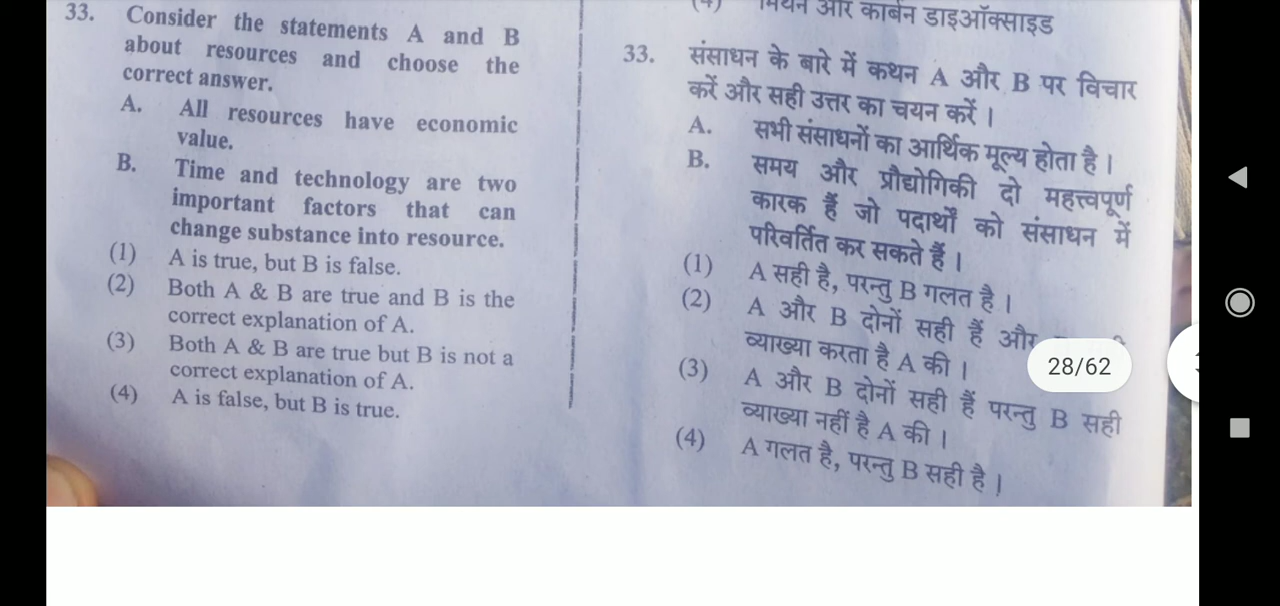 33. Consider the statements A and B
about resources and choose the
correct answer.
A. All resources have economic
value.
B. Time and technology are two
important factors that can
change substance into resource.
(1) A is true, but B is false.
(2) Both A & B are true and B is the
correct explanation of A.
(3) Both A & B are true but B is not a
correct explanation of A.
(4) A is false, but B is true.
(4) और कार्बन डाइऑक्साइड
33. संसाधन के बारे में कथन A और B पर विचार
करें और सही उत्तर का चयन करें ।
A. सभी संसाधनों का आर्थिक मूल्य होता है ।
B. समय और प्रौद्योगिकी दो महत्त्वपूर्ण
कारक हैं जो पदार्थों को संसाधन में
परिवर्तित कर सकते हैं ।
(1) A सही है, परन्तु B गलत है ।
(2) A और B दोनों सही हैं और
व्याख्या करता है A की ।
(3) A और B दोनों सही हैं परन्तु B सही
व्याख्या नहीं है A की ।
(4) A गलत है, परन्तु B सही है ।
28/62